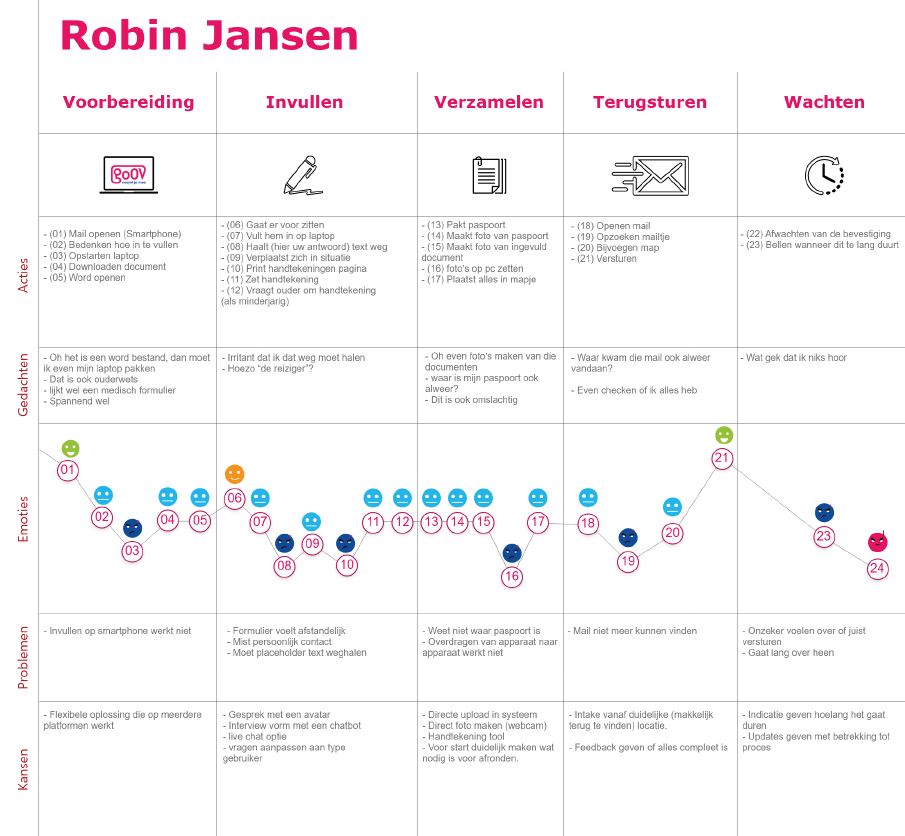 Robin Jansen
Voorbereiding
Invullen
Verzamelen
Terugsturen
Wachten
goOV
Acties
- (01) Mail openen (Smartphone)
- (02) Bedenken hoe in te vullen
- (03) Opstarten laptop
- (04) Downloaden document
- (05) Word openen
- (06) Gaat er voor zitten
- (07) Vult hem in op laptop
- (08) Haalt (hier uw antwoord) text weg
- (09) Verplaatst zich in situatie
- (10) Print handtekeningen pagina
- (11) Zet handtekening
- (12) Vraagt ouder om handtekening
(als minderjarig)
- (13) Pakt paspoort
- (14) Maakt foto van paspoort
- (15) Maakt foto van ingevuld
document
- (16) foto's op pc zetten
- (17) Plaatst alles in mapje
- (18) Openen mail
- (19) Opzoeken mailtje
- (20) Bijvoegen map
- (21) Versturen
- (22) Afwachten van de bevestiging
- (23) Bellen wanneer dit te lang duurt
Gedachten
- Oh het is een word bestand, dan moet
ik even mijn laptop pakken
- Dat is ook ouderwets
- lijkt wel een medisch formulier
- Spannend wel
- Irritant dat ik dat weg moet halen
- Hoezo "de reiziger"?
- Oh even foto's maken van die
documenten
- waar is mijn paspoort ook
alweer?
- Dit is ook omslachtig
- Waar kwam die mail ook alweer
vandaan?
- Even checken of ik alles heb
- Wat gek dat ik niks hoor
Emoties
01
02
03
04
05
06
07
08
09
10
11
12
13
14
15
16
17
18
19
20
21
23
24
Problemen
- Invullen op smartphone werkt niet
- Formulier voelt afstandelijk
- Mist persoonlijk contact
- Moet placeholder text weghalen
- Weet niet waar paspoort is
- Overdragen van apparaat naar
apparaat werkt niet
- Mail niet meer kunnen vinden
- Onzeker voelen over of juist
versturen
- Gaat lang over heen
Kansen
- Flexibele oplossing die op meerdere
platformen werkt
- Gesprek met een avatar
- Interview vorm met een chatbot
- live chat optie
- vragen aanpassen aan type
gebruiker
- Directe upload in systeem
- Direct foto maken (webcam)
- Handtekening tool
- Voor start duidelijk maken wat
nodig is voor afronden.
- Intake vanaf duidelijke (makkelijk
terug te vinden) locatie.
- Feedback geven of alles compleet is
- Indicatie geven hoelang het gaat
duren
- Updates geven met betrekking tot
proces